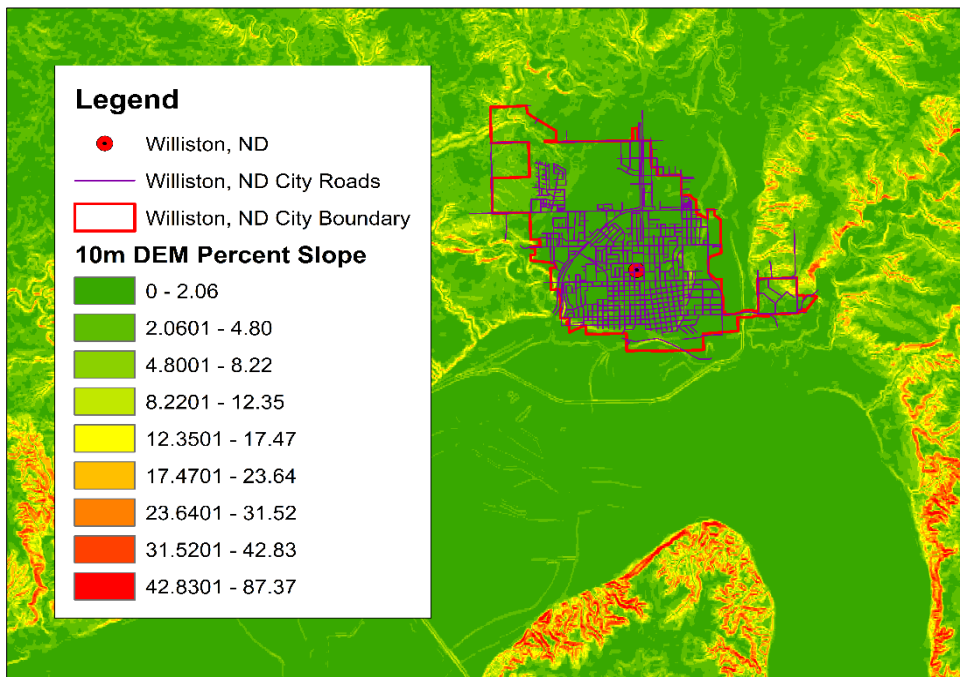 Legend
Williston, ND
Williston, ND City Roads
Williston, ND City Boundary
10m DEM Percent Slope
0 - 2.06
2.0601 - 4.80
4.8001 - 8.22
8.2201 - 12.35
12.3501 - 17.47
17.4701 - 23.64
23.6401 - 31.52
31.5201 - 42.83
42.8301 - 87.37